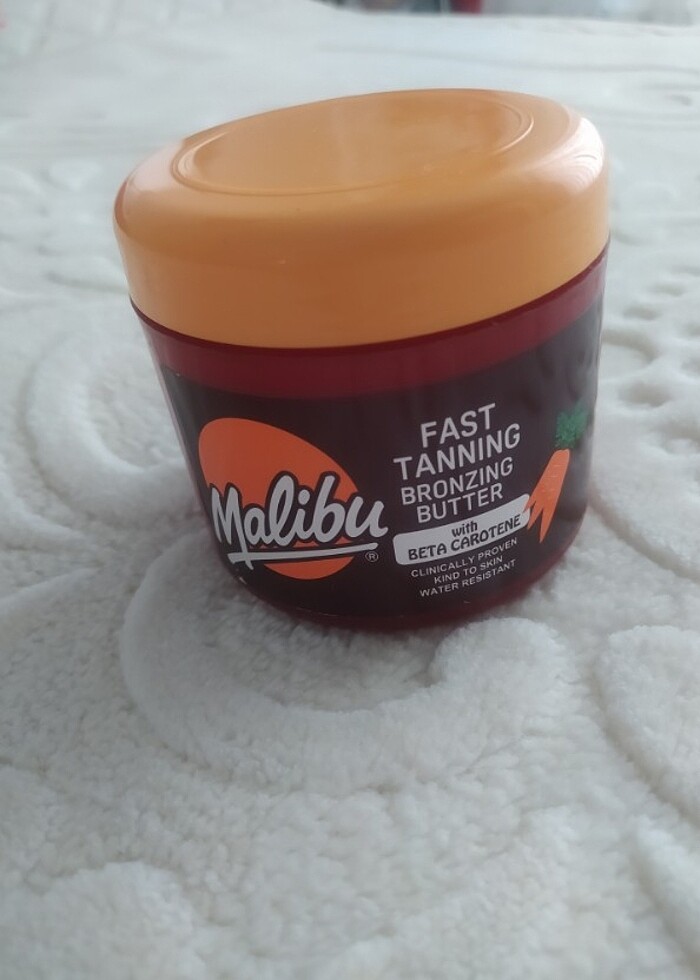 Malibu®
FAST
TANNING
BRONZING
BUTTER
with
BETA CAROTENE
CLINICALLY PROVEN
KIND TO SKIN
WATER RESISTANT